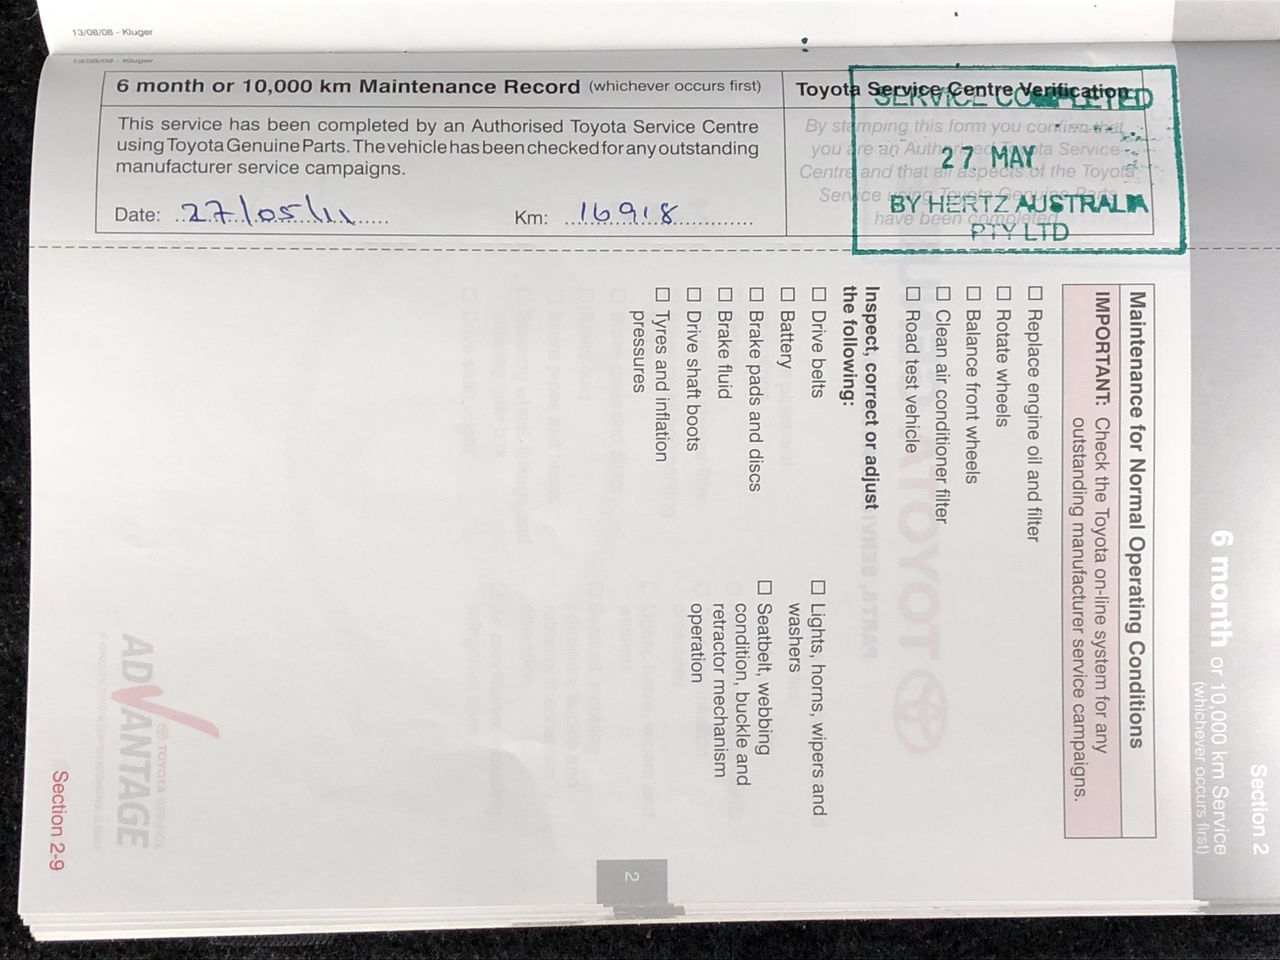 13/08/08 - Kluger
13/08/08 - Kluger
6 month or 10,000 km Maintenance Record (whichever occurs first)
This service has been completed by an Authorised Toyota Service Centre
using Toyota Genuine Parts. The vehicle has been checked for any outstanding
manufacturer service campaigns.
Date: 27/05/11
Km: 16918
Toyota Service Centre Verification
By stamping this form you confirm that
you are an Authorised Toyota Service
Centre and that all aspects of the Toyota
Service using Toyota Genuine Parts
have been completed
SERVICE COMPLETED
27 MAY
BY HERTZ AUSTRALIA
PTY LTD
Section 2
6 month or 10,000 km Service
(whichever occurs first)
Maintenance for Normal Operating Conditions
IMPORTANT: Check the Toyota on-line system for any
outstanding manufacturer service campaigns.
Replace engine oil and filter
Rotate wheels
Balance front wheels
Clean air conditioner filter
Road test vehicle
Inspect, correct or adjust
the following:
Drive belts
Battery
Brake pads and discs
Brake fluid
Drive shaft boots
Tyres and inflation
pressures
Lights, horns, wipers and
washers
Seatbelt, webbing
condition, buckle and
retractor mechanism
operation
2
TOYOTA SERVICE
ADVANTAGE
Section 2-9